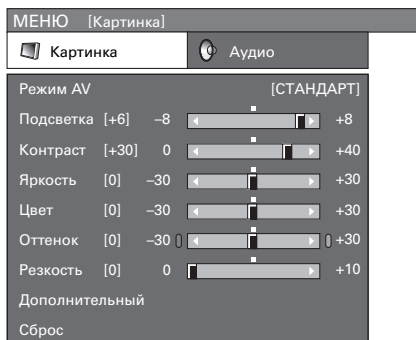 МЕНЮ [Картинка]
Картинка Аудио
Режим AV [СТАНДАРТ]
Подсветка [+6] –8 +8
Контраст [+30] 0 +40
Яркость [0] –30 +30
Цвет [0] –30 +30
Оттенок [0] –30 +30
Резкость [0] 0 +10
Дополнительный
Сброс